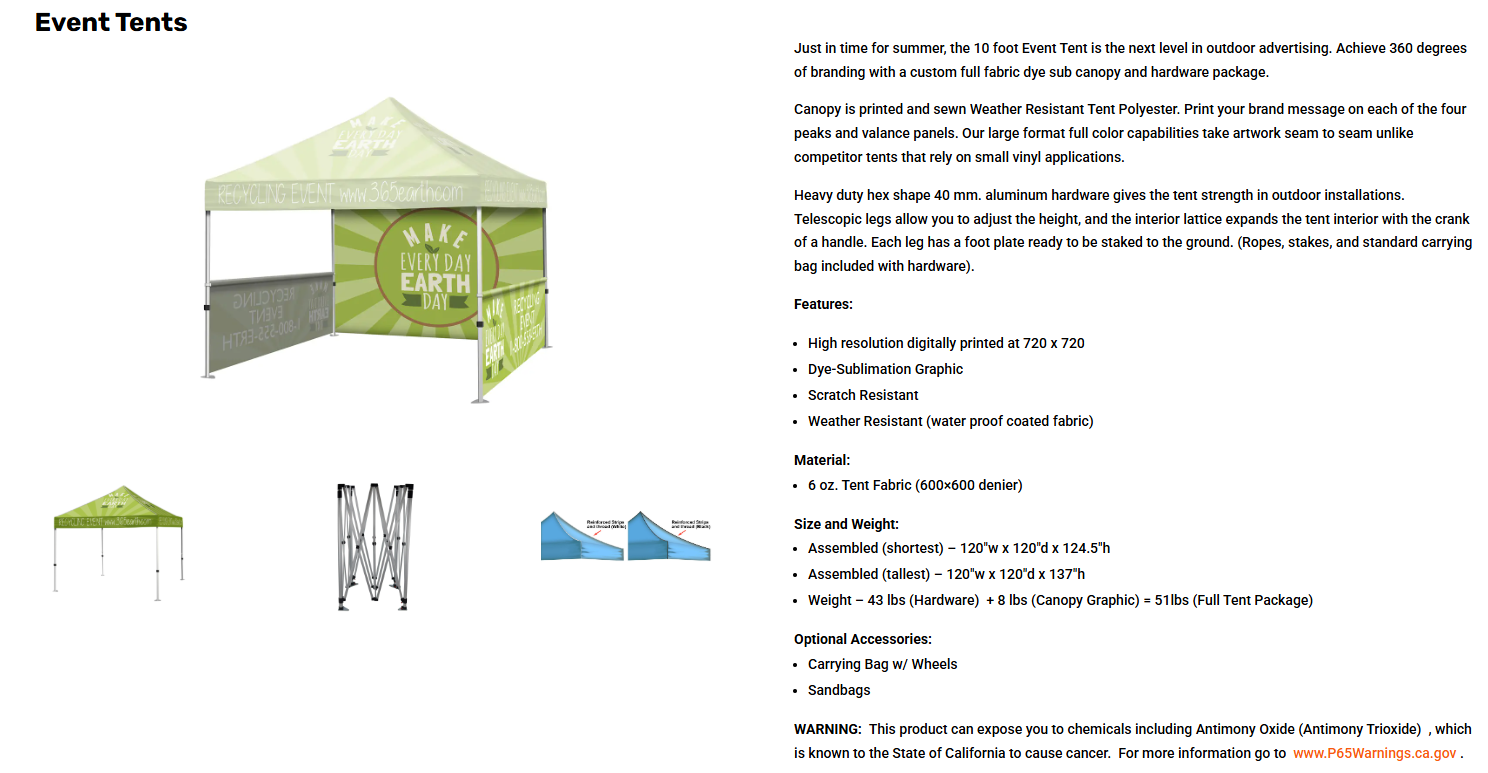 Event Tents
Just in time for summer, the 10 foot Event Tent is the next level in outdoor advertising. Achieve 360 degrees
of branding with a custom full fabric dye sub canopy and hardware package.
Canopy is printed and sewn Weather Resistant Tent Polyester. Print your brand message on each of the four
peaks and valance panels. Our large format full color capabilities take artwork seam to seam unlike
competitor tents that rely on small vinyl applications.
Heavy duty hex shape 40 mm. aluminum hardware gives the tent strength in outdoor installations.
Telescopic legs allow you to adjust the height, and the interior lattice expands the tent interior with the crank
of a handle. Each leg has a foot plate ready to be staked to the ground. (Ropes, stakes, and standard carrying
bag included with hardware).
Features:
• High resolution digitally printed at 720 x 720
• Dye-Sublimation Graphic
• Scratch Resistant
• Weather Resistant (water proof coated fabric)
Material:
• 6 oz. Tent Fabric (600×600 denier)
Size and Weight:
• Assembled (shortest) – 120"w x 120"d x 124.5"h
• Assembled (tallest) – 120"w x 120"d x 137"h
• Weight – 43 lbs (Hardware)  + 8 lbs (Canopy Graphic) = 51lbs (Full Tent Package)
Optional Accessories:
• Carrying Bag w/ Wheels
• Sandbags
WARNING:  This product can expose you to chemicals including Antimony Oxide (Antimony Trioxide)  , which
is known to the State of California to cause cancer.  For more information go to  www.P65Warnings.ca.gov .
MAKE
EVERY DAY
EARTH
DAY
RECYCLING EVENT www.365earth.com
MAKE
EVERY DAY
EARTH
DAY
RECYCLING
EVENT
1-800-555-ERTH
EARTH
RECYCLING
EVENT
RECYCLING EVENT www.365earth.com
Reinforced Stripe
and thread (White)
Reinforced Stripe
and thread (Black)